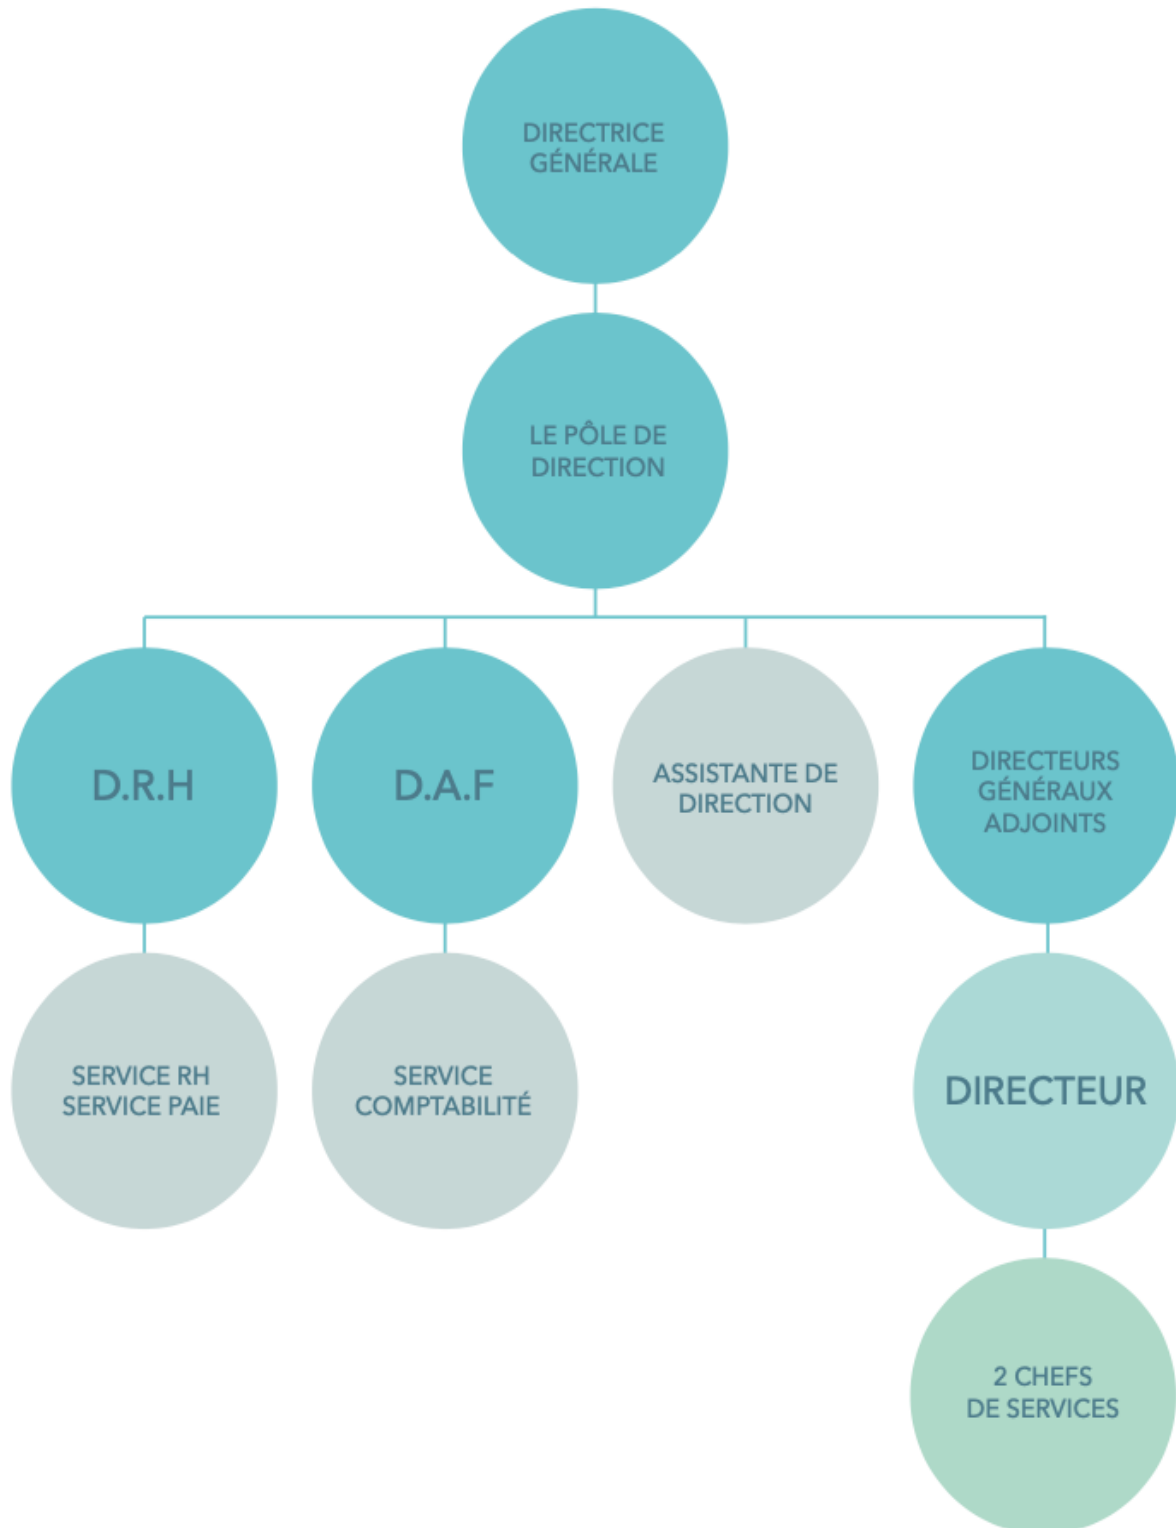 DIRECTRICE
GÉNÉRALE
LE PÔLE DE
DIRECTION
D.R.H
D.A.F
ASSISTANTE DE
DIRECTION
DIRECTEURS
GÉNÉRAUX
ADJOINTS
SERVICE RH
SERVICE PAIE
SERVICE
COMPTABILITÉ
DIRECTEUR
2 CHEFS
DE SERVICES